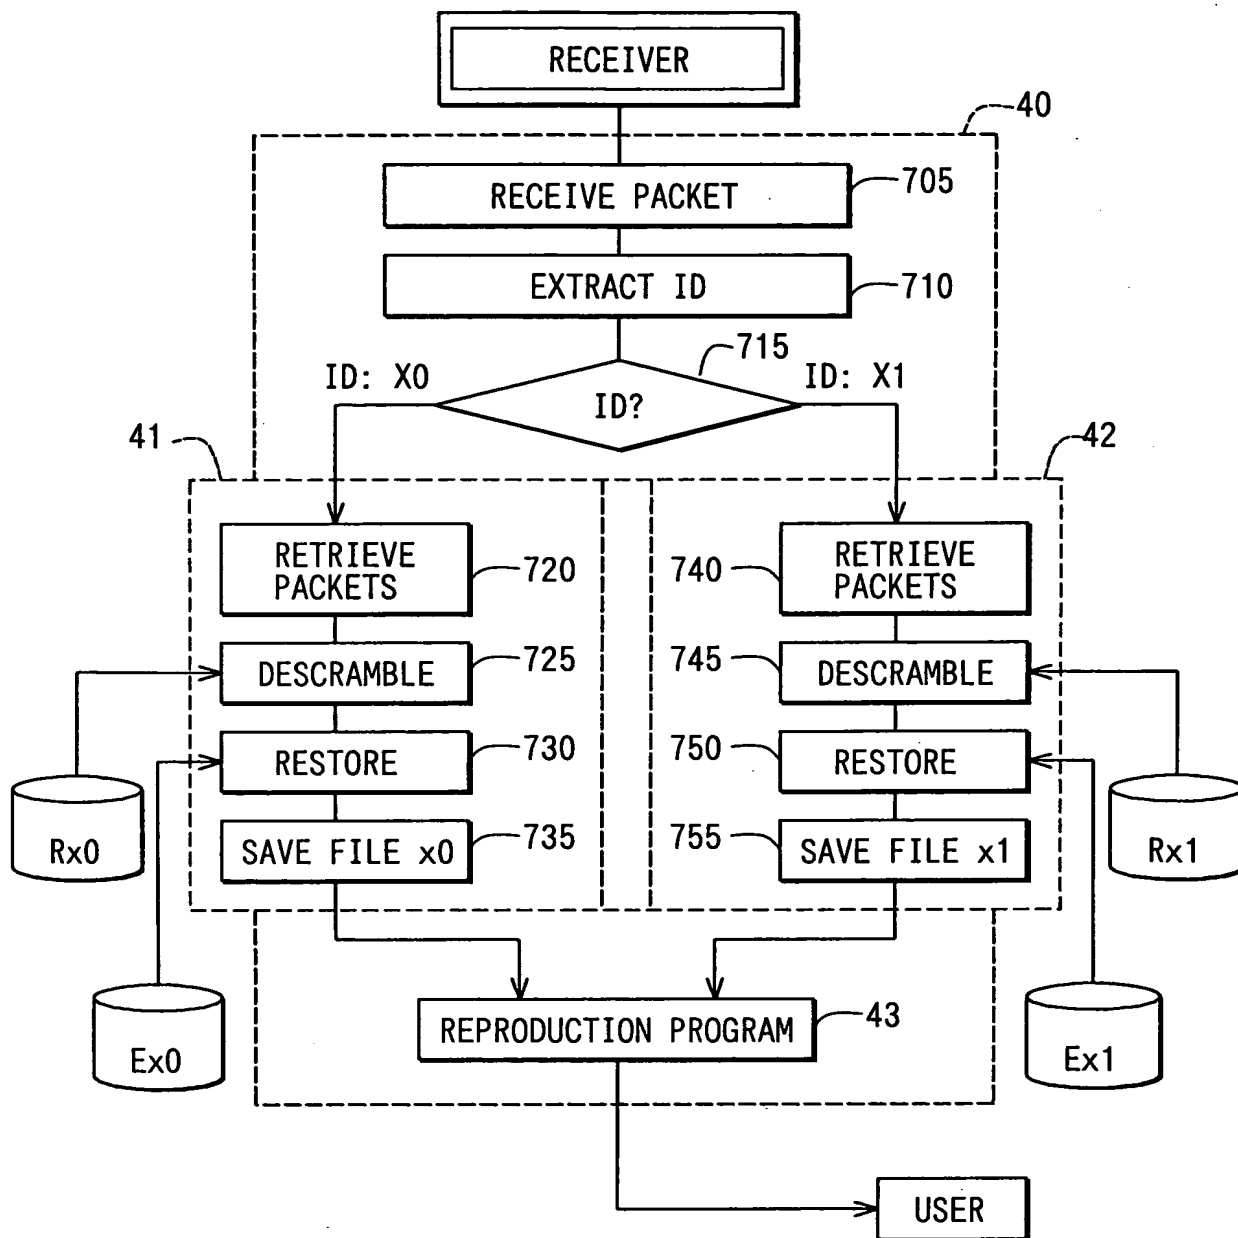 RECEIVER
40
RECEIVE PACKET
705
EXTRACT ID
710
715
ID: X0
ID: X1
ID?
41
42
RETRIEVE
PACKETS
720
740
RETRIEVE
PACKETS
DESCRAMBLE
725
745
DESCRAMBLE
RESTORE
730
750
RESTORE
SAVE FILE x0
735
755
SAVE FILE x1
Rx0
Rx1
REPRODUCTION PROGRAM
43
Ex0
Ex1
USER